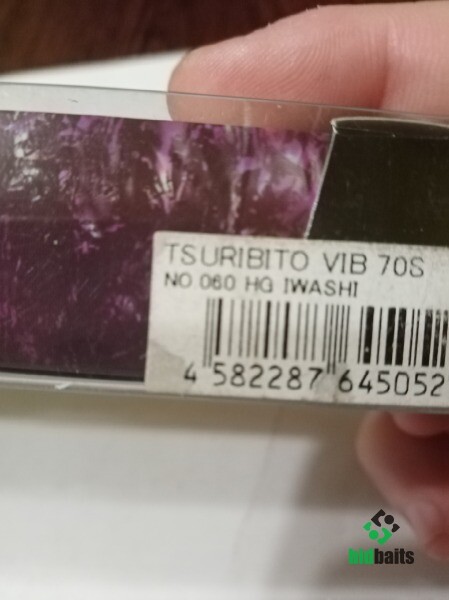 TSURIBITO VIB 70S
NO 060 HG IWASHI
4 582287 645052
bidbaits